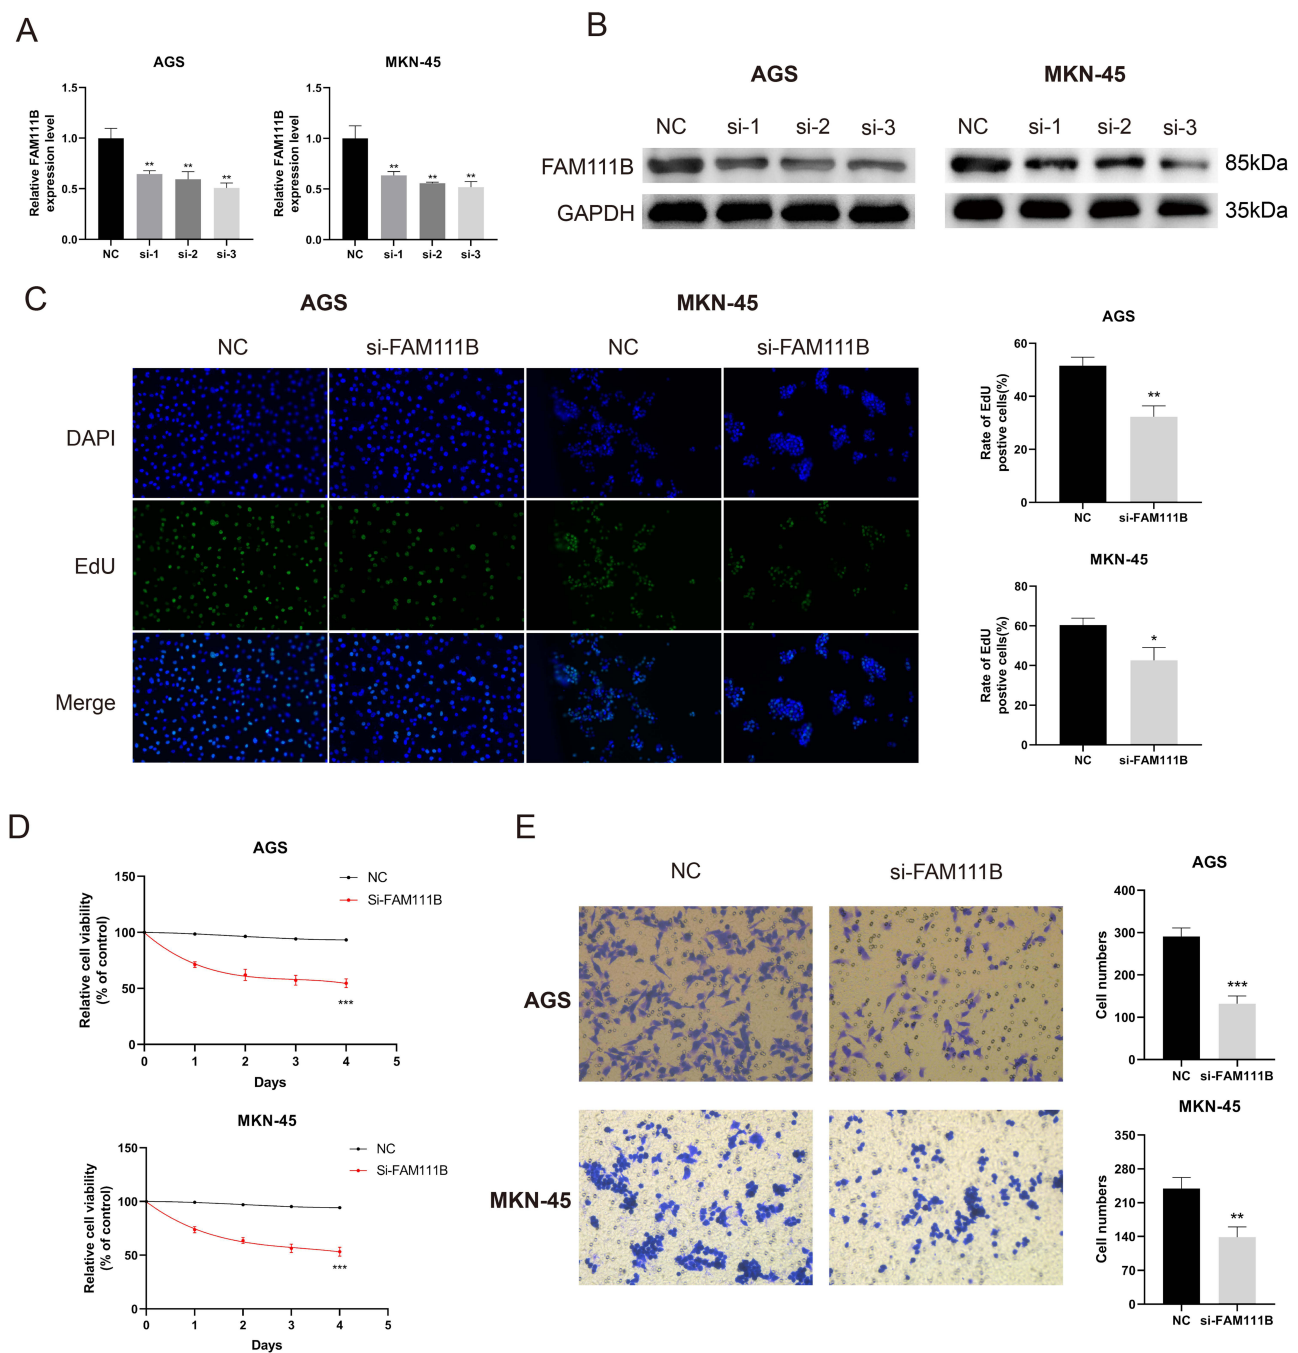 A
AGS
Relative FAM111B
expression level
1.5
1.0
0.5
0.0
**
**
**
NC
si-1
si-2
si-3
MKN-45
Relative FAM111B
expression level
1.5
1.0
0.5
0.0
**
**
**
NC
si-1
si-2
si-3
B
AGS
MKN-45
NC
si-1
si-2
si-3
NC
si-1
si-2
si-3
FAM111B
85kDa
GAPDH
35kDa
C
AGS
MKN-45
NC
si-FAM111B
NC
si-FAM111B
DAPI
EdU
Merge
AGS
Rate of EdU
postive cells(%)
60
40
20
0
**
NC
si-FAM111B
MKN-45
Rate of EdU
postive cells(%)
80
60
40
20
0
*
NC
si-FAM111B
D
AGS
NC
Si-FAM111B
Relative cell viability
(% of control)
150
100
50
0
***
0
1
2
3
4
5
Days
MKN-45
NC
Si-FAM111B
Relative cell viability
(% of control)
150
100
50
0
***
0
1
2
3
4
5
Days
E
NC
si-FAM111B
AGS
MKN-45
AGS
Cell numbers
400
300
200
100
0
***
NC
si-FAM111B
MKN-45
Cell numbers
350
280
210
140
70
0
**
NC
si-FAM111B